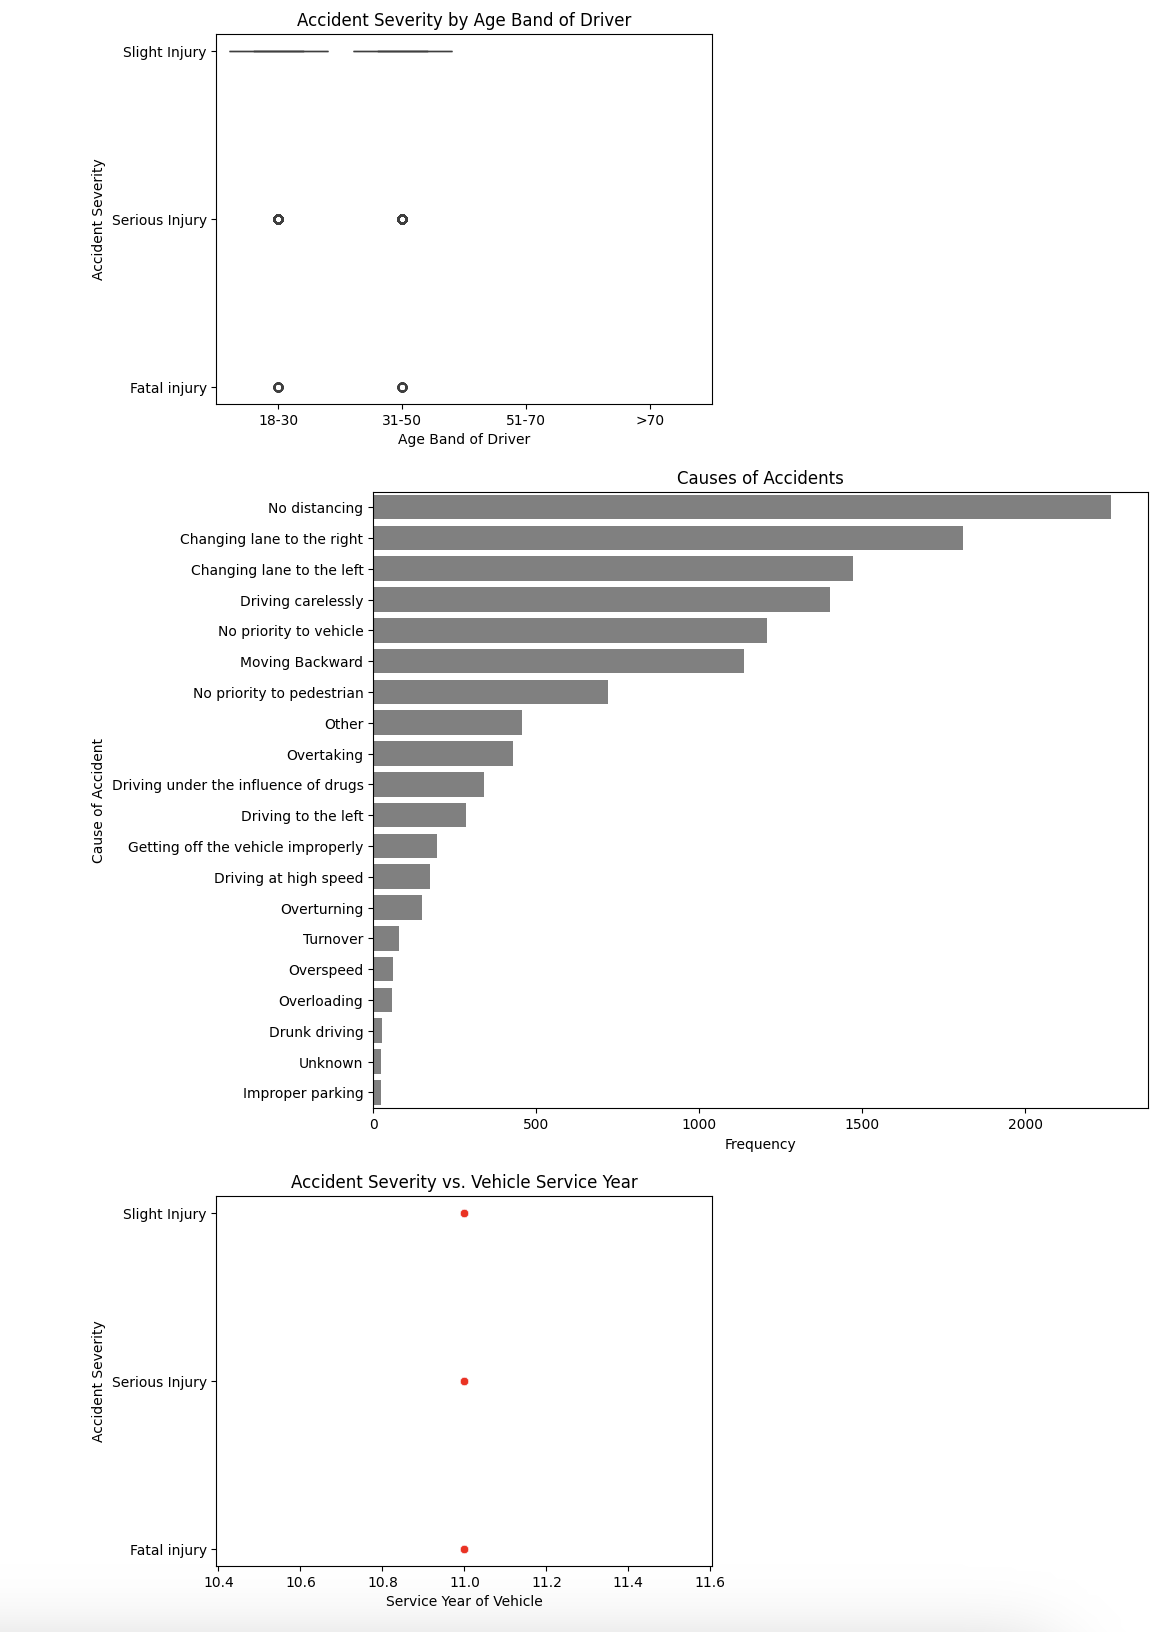 Accident Severity by Age Band of Driver
Slight Injury
Serious Injury
Fatal injury
Accident Severity
18-30 31-50 51-70 >70
Age Band of Driver
Causes of Accidents
No distancing
Changing lane to the right
Changing lane to the left
Driving carelessly
No priority to vehicle
Moving Backward
No priority to pedestrian
Other
Overtaking
Driving under the influence of drugs
Driving to the left
Getting off the vehicle improperly
Driving at high speed
Overturning
Turnover
Overspeed
Overloading
Drunk driving
Unknown
Improper parking
Cause of Accident
0 500 1000 1500 2000
Frequency
Accident Severity vs. Vehicle Service Year
Slight Injury
Serious Injury
Fatal injury
Accident Severity
10.4 10.6 10.8 11.0 11.2 11.4 11.6
Service Year of Vehicle